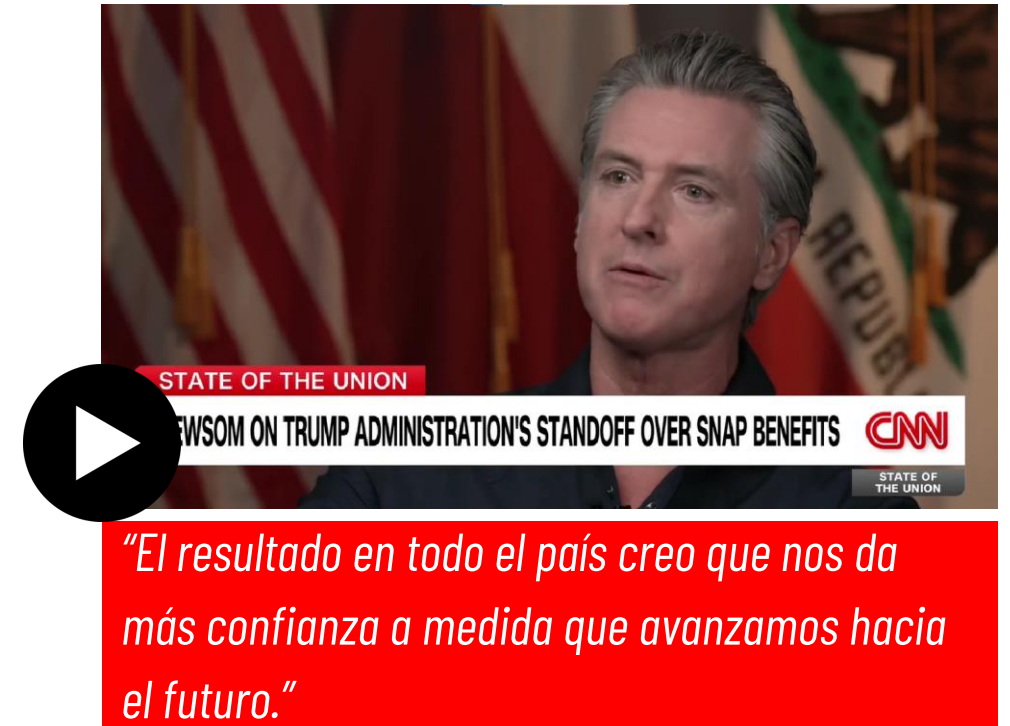 REPUBL
STATE OF THE UNION
EWSOM ON TRUMP ADMINISTRATION'S STANDOFF OVER SNAP BENEFITS
CNN
STATE OF
THE UNION
“El resultado en todo el país creo que nos da
más confianza a medida que avanzamos hacia
el futuro.”